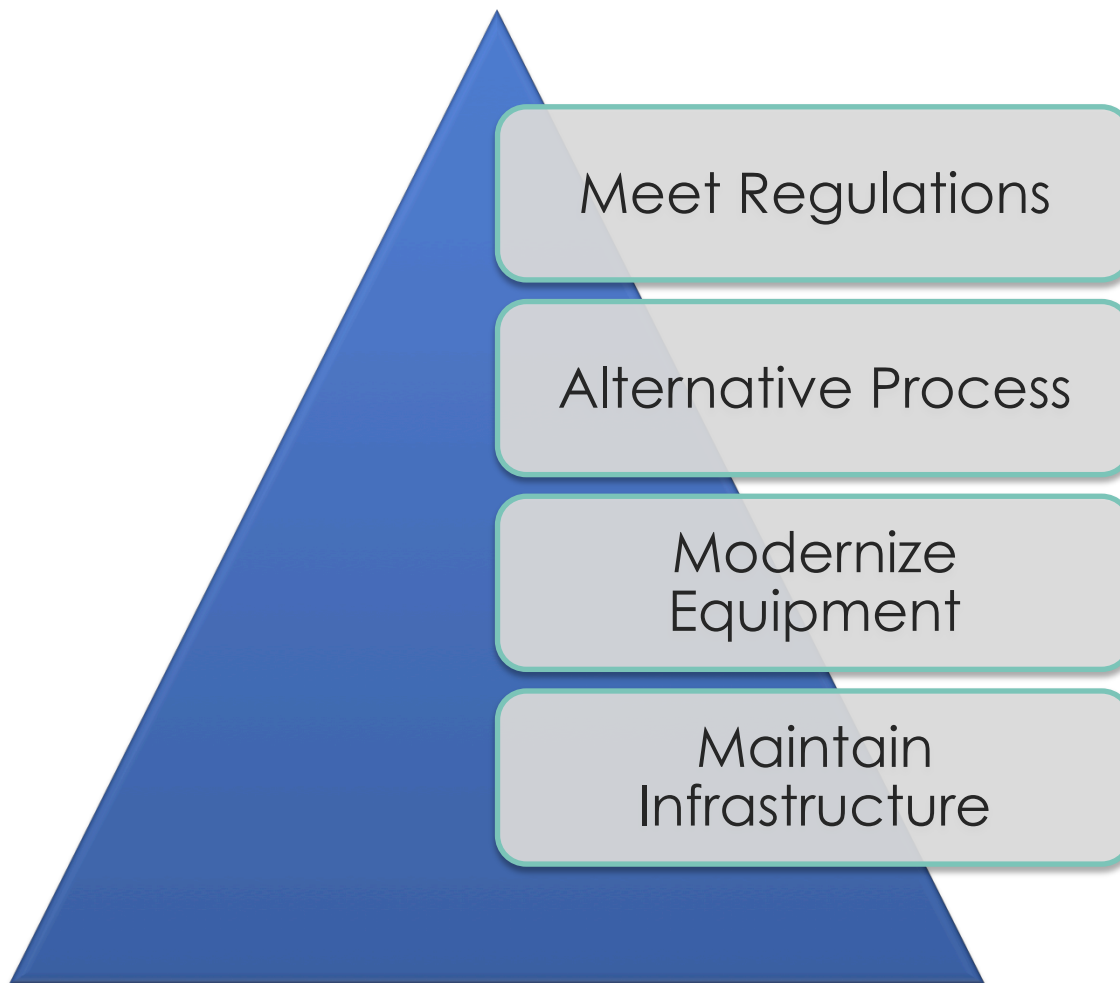 Meet Regulations
Alternative Process
Modernize
Equipment
Maintain
Infrastructure